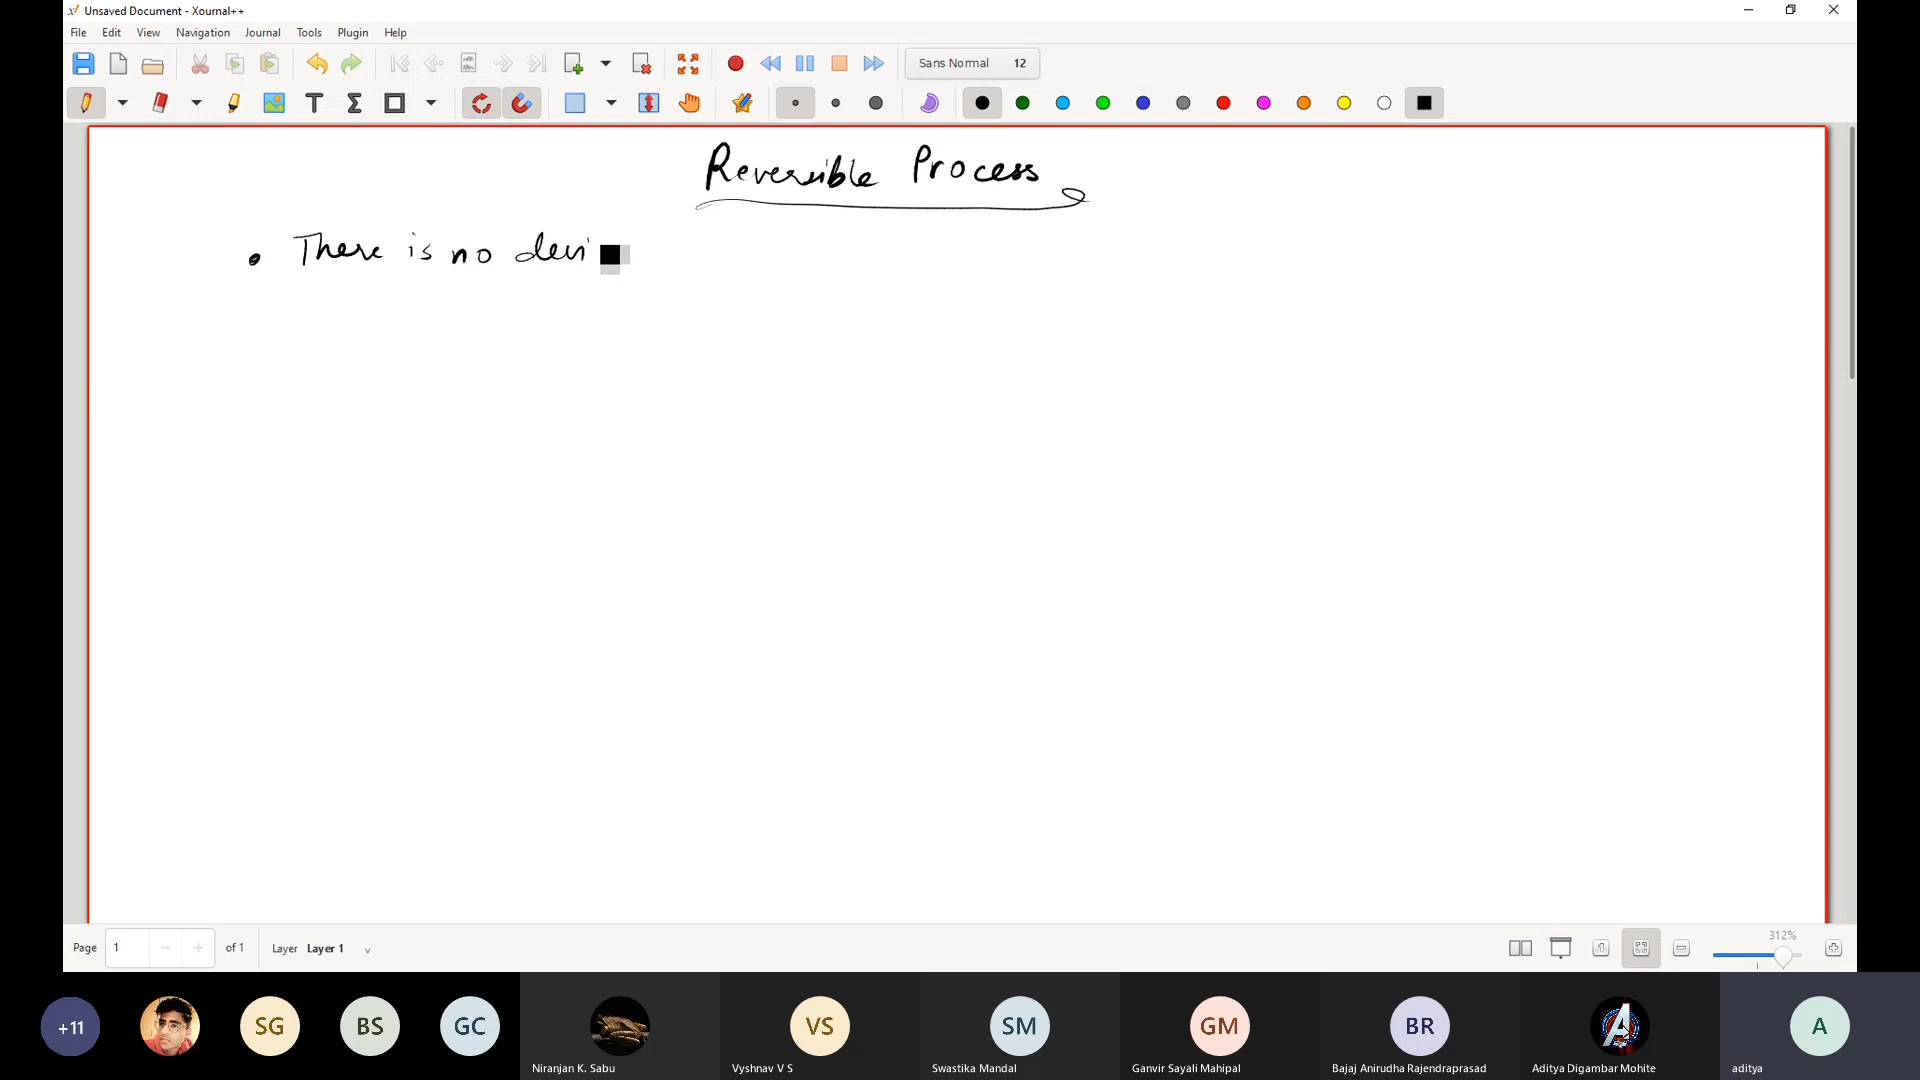 Unsaved Document - Xournal++
File Edit View Navigation Journal Tools Plugin Help
Sans Normal 12
Reversible Process
• There is no devi
Page 1 of 1 Layer Layer 1 312%
+11 SG BS GC VS SM GM BR A
Niranjan K. Sabu Vyshnav V S Swastika Mandal Ganvir Sayali Mahipal Bajaj Anirudha Rajendraprasad Aditya Digambar Mohite aditya